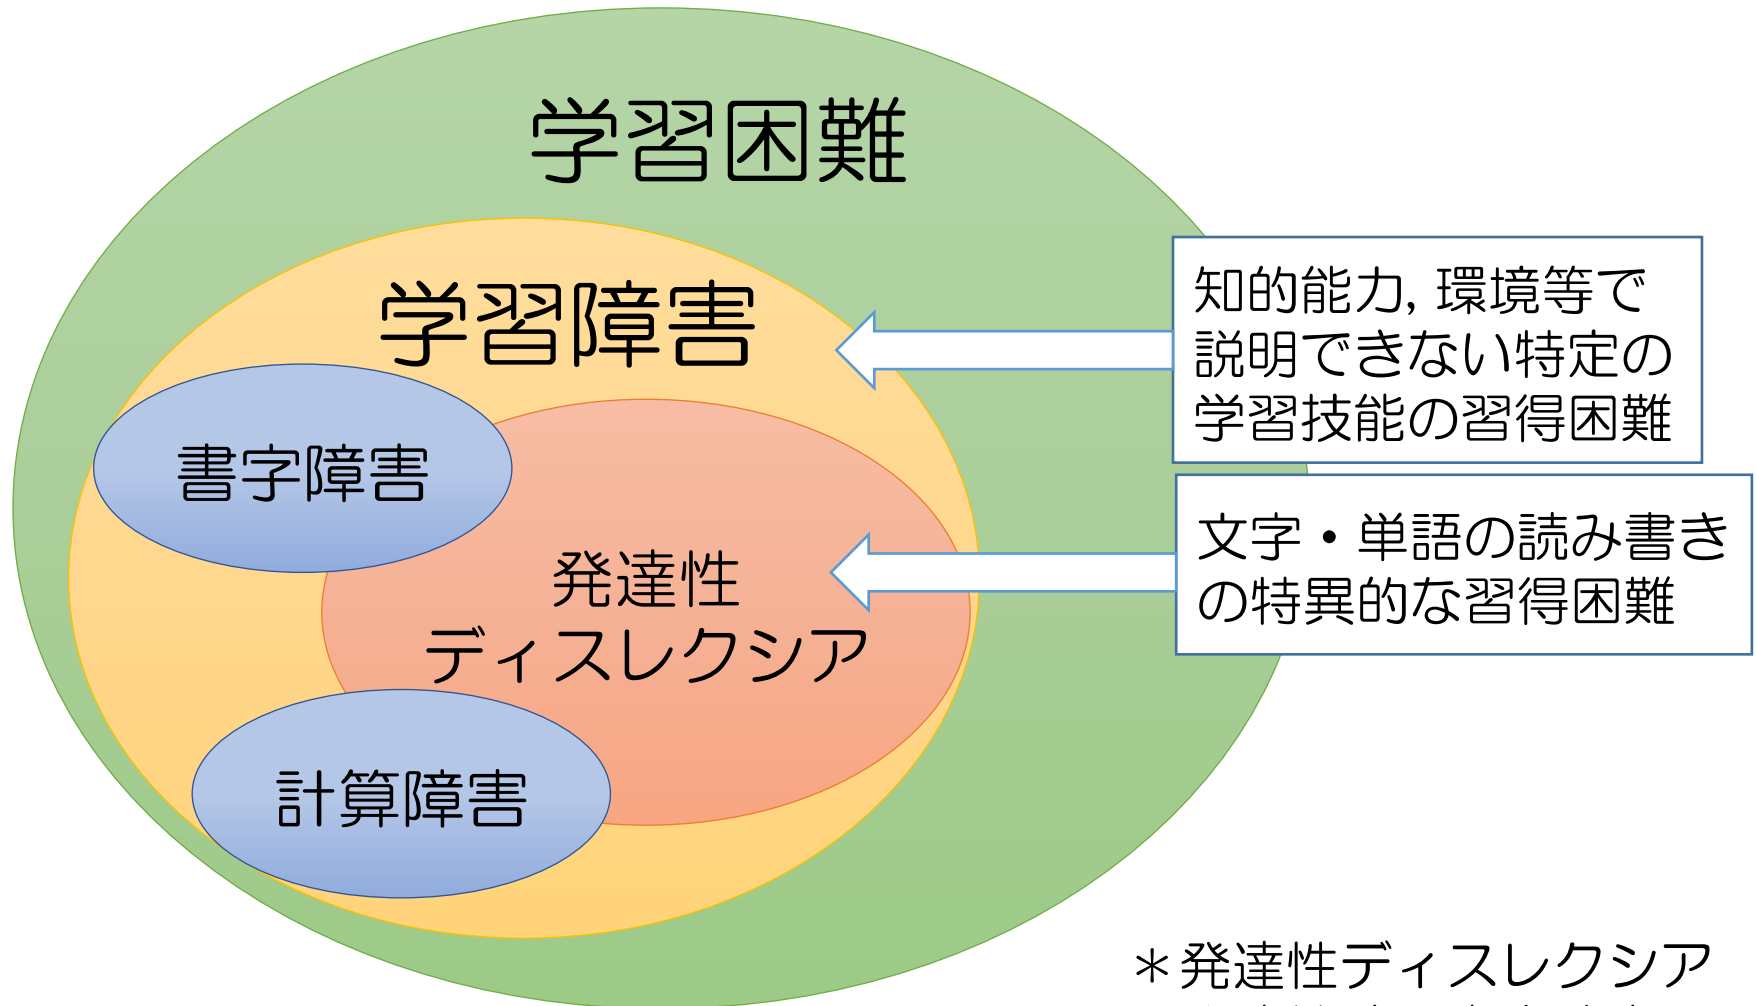 学習困難
学習障害
知的能力, 環境等で
説明できない特定の
学習技能の習得困難
書字障害
文字・単語の読み書き
の特異的な習得困難
発達性
ディスレクシア
計算障害
＊発達性ディスレクシア